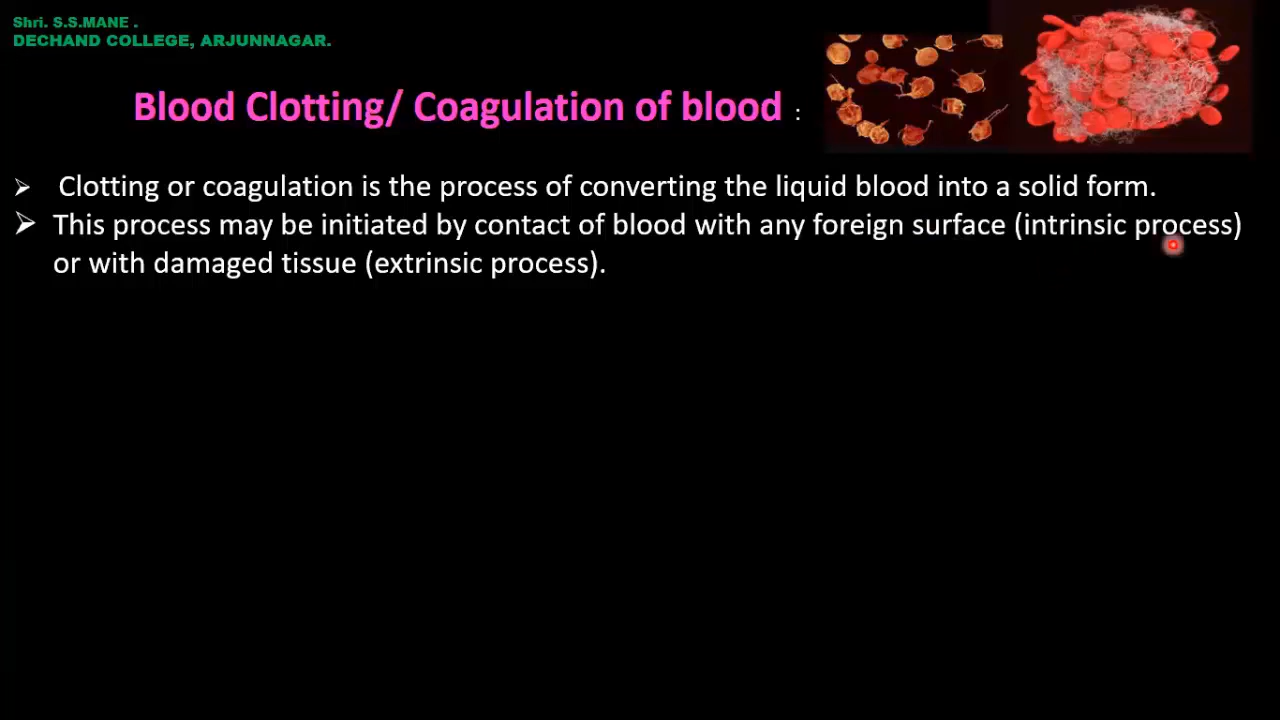 Shri. S.S.MANE .
DECHAND COLLEGE, ARJUNNAGAR.
Blood Clotting/ Coagulation of blood :
➢ Clotting or coagulation is the process of converting the liquid blood into a solid form.
➢ This process may be initiated by contact of blood with any foreign surface (intrinsic process)
or with damaged tissue (extrinsic process).